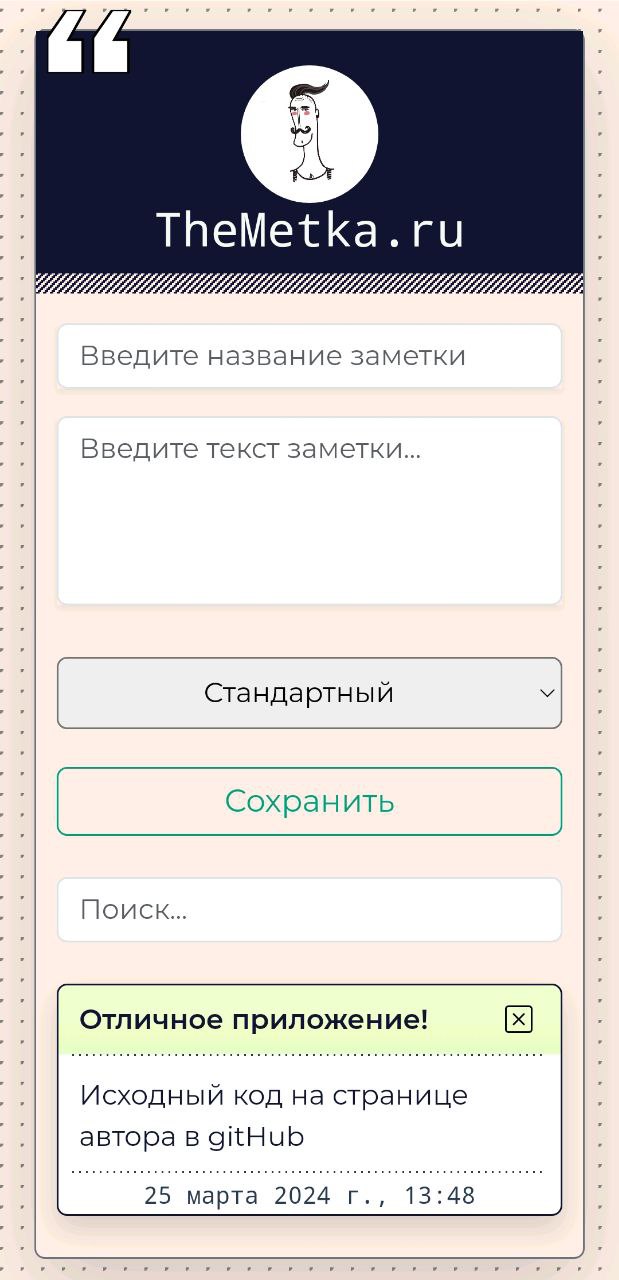 “
TheMetka.ru
Введите название заметки
Введите текст заметки...
Стандартный
Сохранить
Поиск...
Отличное приложение!
Исходный код на странице
автора в gitHub
25 марта 2024 г., 13:48